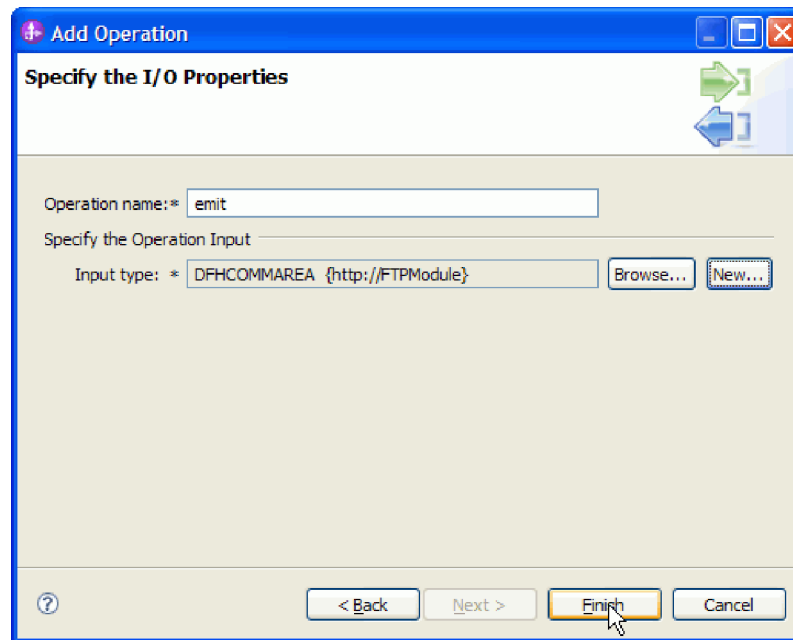 Add Operation
Specify the I/O Properties
Operation name:* emit
Specify the Operation Input
Input type: * DFHCOMMAREA {http://FTPModule} Browse... New...
? < Back Next > Finish Cancel